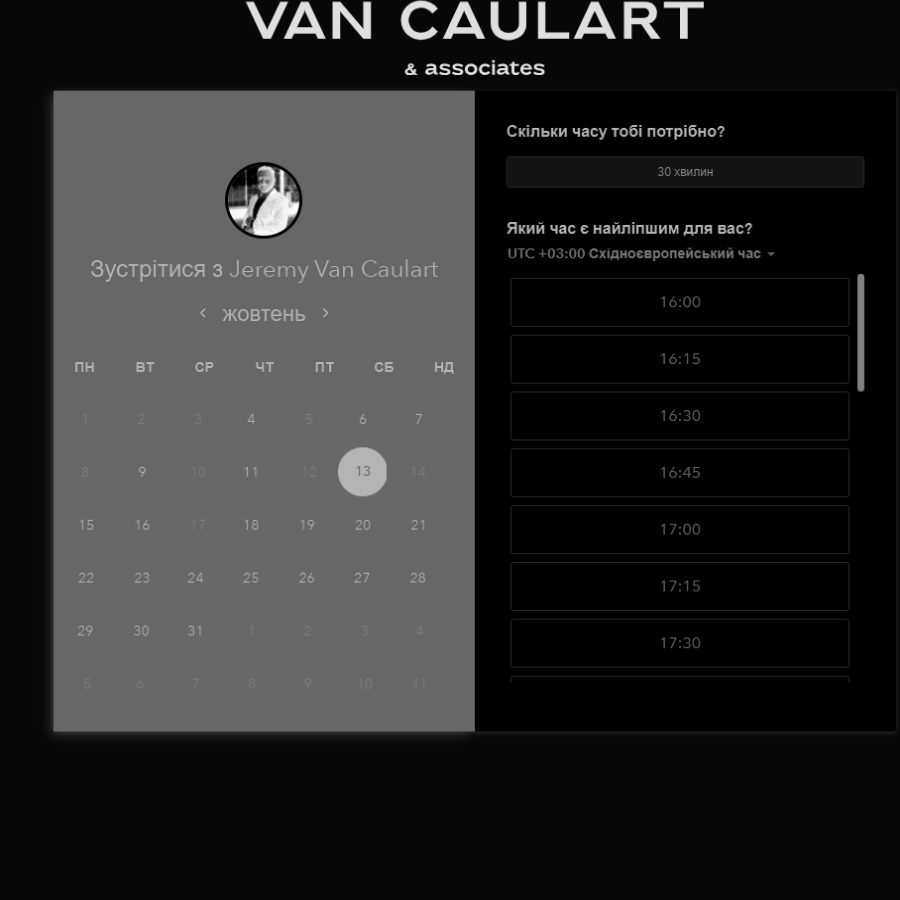 VAN CAULART
& associates
Зустрітися з Jeremy Van Caulart
жовтень
ПН ВТ СР ЧТ ПТ СБ НД
1 2 3 4 5 6 7
8 9 10 11 12 13 14
15 16 17 18 19 20 21
22 23 24 25 26 27 28
29 30 31 1 2 3 4
5 6 7 8 9 10 11
Скільки часу тобі потрібно?
30 хвилин
Який час є найліпшим для вас?
UTC +03:00 Східноєвропейський час
16:00
16:15
16:30
16:45
17:00
17:15
17:30